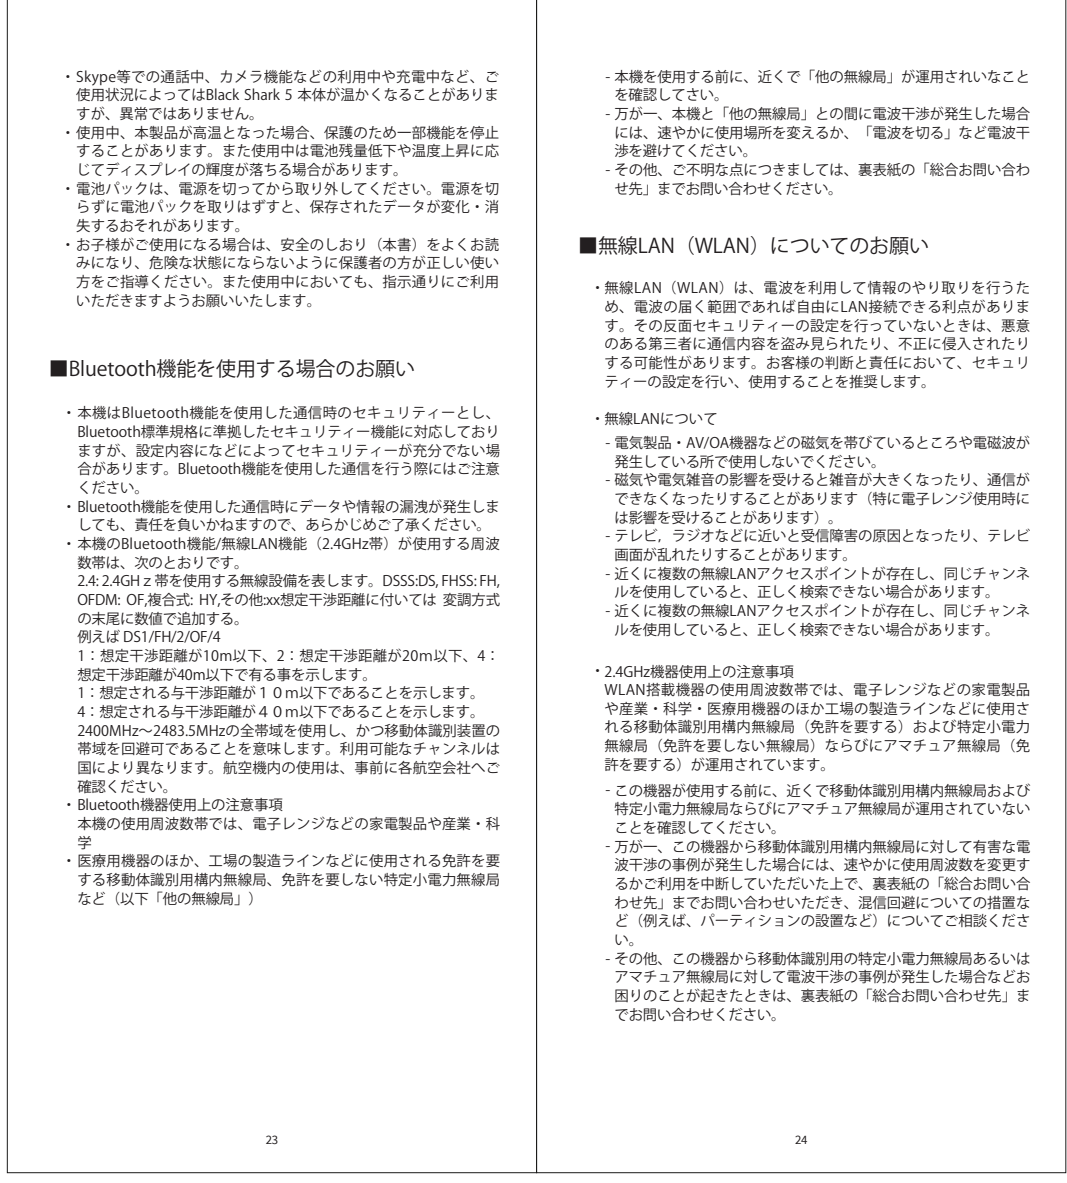 ・Skype等での通話中、カメラ機能などの利用中や充電中など、ご
使用状況によってはBlack Shark 5 本体が温かくなることがありま
すが、異常ではありません。
・使用中、本製品が高温となった場合、保護のため一部機能を停止
することがあります。また使用中は電池残量低下や温度上昇に応
じてディスプレイの輝度が落ちる場合があります。
・電池パックは、電源を切ってから取り外してください。電源を切
らずに電池パックを取りはずすと、保存されたデータが変化・消
失するおそれがあります。
・お子様がご使用になる場合は、安全のしおり（本書）をよくお読
みになり、危険な状態にならないように保護者の方が正しい使い
方をご指導ください。また使用中においても、指示通りにご利用
いただきますようお願いいたします。
■Bluetooth機能を使用する場合のお願い
・本機はBluetooth機能を使用した通信時のセキュリティーとし、
Bluetooth標準規格に準拠したセキュリティー機能に対応しており
ますが、設定内容になどによってセキュリティーが充分でない場
合があります。Bluetooth機能を使用した通信を行う際にはご注意
ください。
・Bluetooth機能を使用した通信時にデータや情報の漏洩が発生しま
しても、責任を負いかねますので、あらかじめご了承ください。
・本機のBluetooth機能/無線LAN機能（2.4GHz帯）が使用する周波
数帯は、次のとおりです。
2.4: 2.4GHｚ帯を使用する無線設備を表します。DSSS:DS, FHSS: FH,
OFDM: OF,複合式: HY,その他:xx想定干渉距離に付いては 変調方式
の末尾に数値で追加する。
例えば DS1/FH/2/OF/4
1：想定干渉距離が10m以下、2：想定干渉距離が20m以下、4：
想定干渉距離が40m以下で有る事を示します。
1：想定される与干渉距離が１０ｍ以下であることを示します。
4：想定される与干渉距離が４０ｍ以下であることを示します。
2400MHz～2483.5MHzの全帯域を使用し、かつ移動体識別装置の
帯域を回避可であることを意味します。利用可能なチャンネルは
国により異なります。航空機内の使用は、事前に各航空会社へご
確認ください。
・Bluetooth機器使用上の注意事項
本機の使用周波数帯では、電子レンジなどの家電製品や産業・科
学
・医療用機器のほか、工場の製造ラインなどに使用される免許を要
する移動体識別用構内無線局、免許を要しない特定小電力無線局
など（以下「他の無線局」）
23
- 本機を使用する前に、近くで「他の無線局」が運用されいなこと
を確認してさい。
- 万が一、本機と「他の無線局」との間に電波干渉が発生した場合
には、速やかに使用場所を変えるか、「電波を切る」など電波干
渉を避けてください。
- その他、ご不明な点につきましては、裏表紙の「総合お問い合わ
せ先」までお問い合わせください。
■無線LAN（WLAN）についてのお願い
・無線LAN（WLAN）は、電波を利用して情報のやり取りを行うた
め、電波の届く範囲であれば自由にLAN接続できる利点がありま
す。その反面セキュリティーの設定を行っていないときは、悪意
のある第三者に通信内容を盗み見られたり、不正に侵入されたり
する可能性があります。お客様の判断と責任において、セキュリ
ティーの設定を行い、使用することを推奨します。
・無線LANについて
- 電気製品・AV/OA機器などの磁気を帯びているところや電磁波が
発生している所で使用しないでください。
- 磁気や電気雑音の影響を受けると雑音が大きくなったり、通信が
できなくなったりすることがあります（特に電子レンジ使用時に
は影響を受けることがあります）。
- テレビ，ラジオなどに近いと受信障害の原因となったり、テレビ
画面が乱れたりすることがあります。
- 近くに複数の無線LANアクセスポイントが存在し、同じチャンネ
ルを使用していると、正しく検索できない場合があります。
- 近くに複数の無線LANアクセスポイントが存在し、同じチャンネ
ルを使用していると、正しく検索できない場合があります。
・2.4GHz機器使用上の注意事項
WLAN搭載機器の使用周波数帯では、電子レンジなどの家電製品
や産業・科学・医療用機器のほか工場の製造ラインなどに使用さ
れる移動体識別用構内無線局（免許を要する）および特定小電力
無線局（免許を要しない無線局）ならびにアマチュア無線局（免
許を要する）が運用されています。
- この機器が使用する前に、近くで移動体識別用構内無線局および
特定小電力無線局ならびにアマチュア無線局が運用されていない
ことを確認してください。
- 万が一、この機器から移動体識別用構内無線局に対して有害な電
波干渉の事例が発生した場合には、速やかに使用周波数を変更す
るかご利用を中断していただいた上で、裏表紙の「総合お問い合
わせ先」までお問い合わせいただき、混信回避についての措置な
ど（例えば、パーティションの設置など）についてご相談くださ
い。
- その他、この機器から移動体識別用の特定小電力無線局あるいは
アマチュア無線局に対して電波干渉の事例が発生した場合などお
困りのことが起きたときは、裏表紙の「総合お問い合わせ先」ま
でお問い合わせください。
24